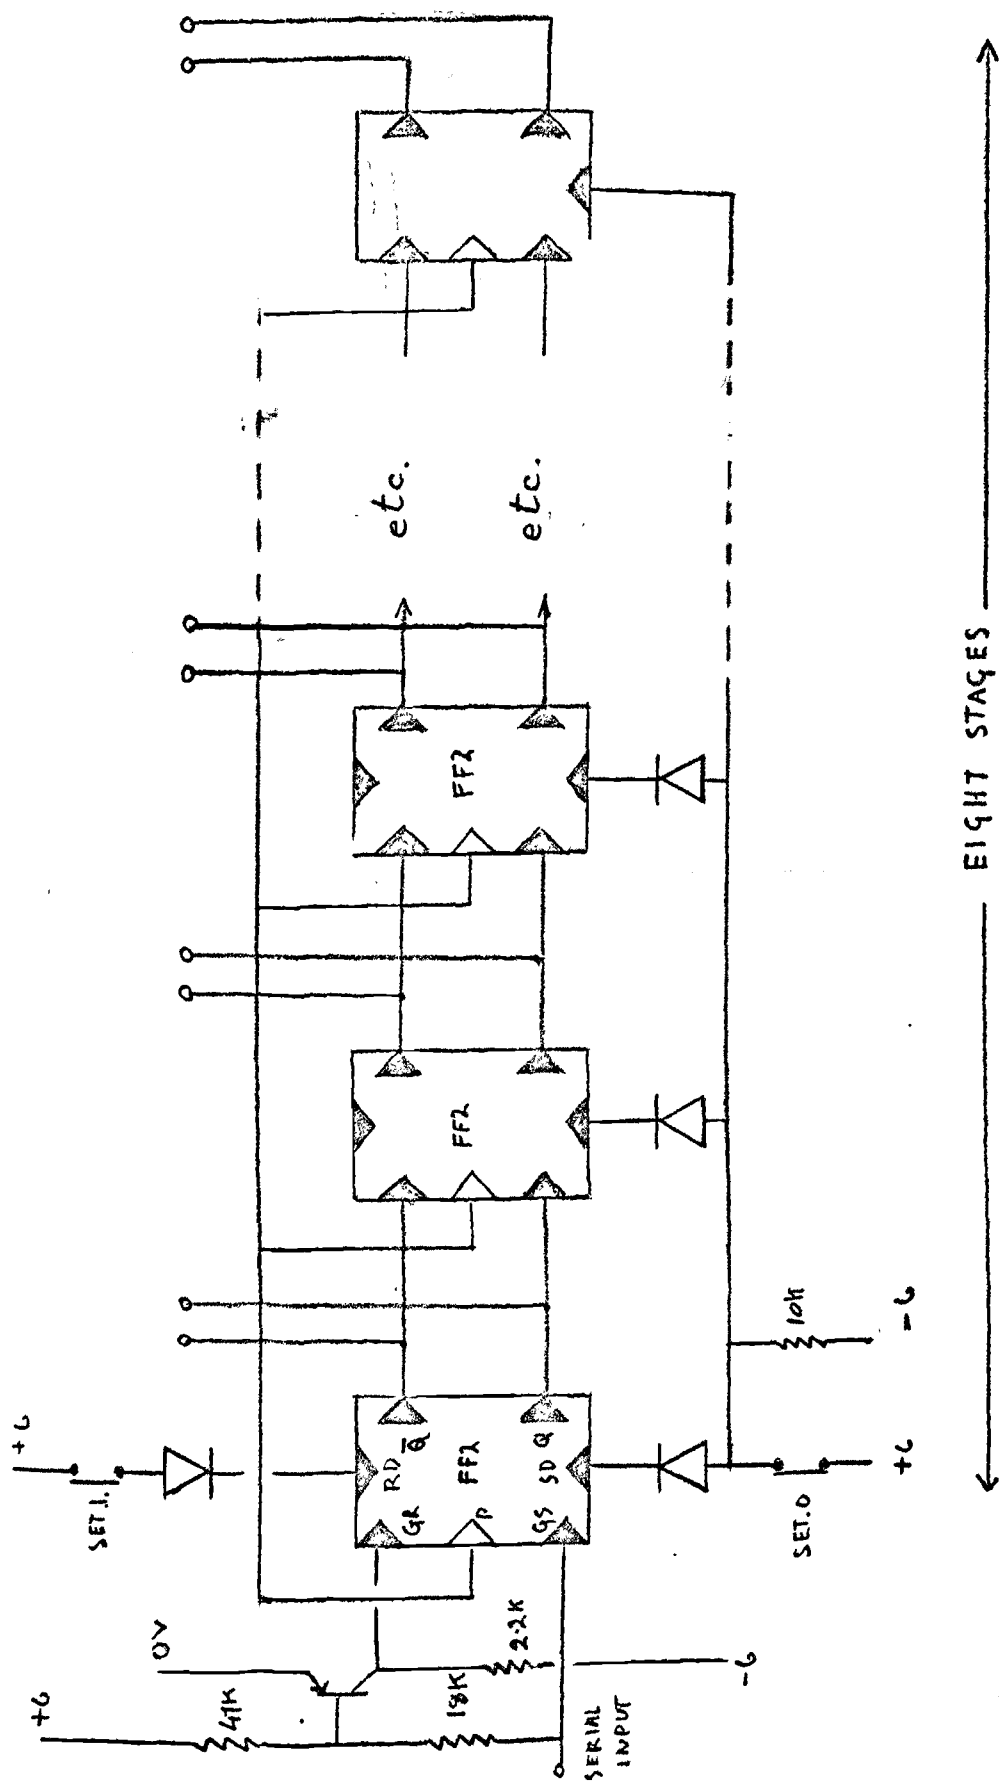 +6
0V
47K
18K
2·2K
-6
SERIAL
INPUT
+6
SET.1.
GR
RD
Q̄
P
FF2
GS
SD
Q
SET.0
+6
10K
-6
FF2
FF2
etc.
etc.
EIGHT STAGES